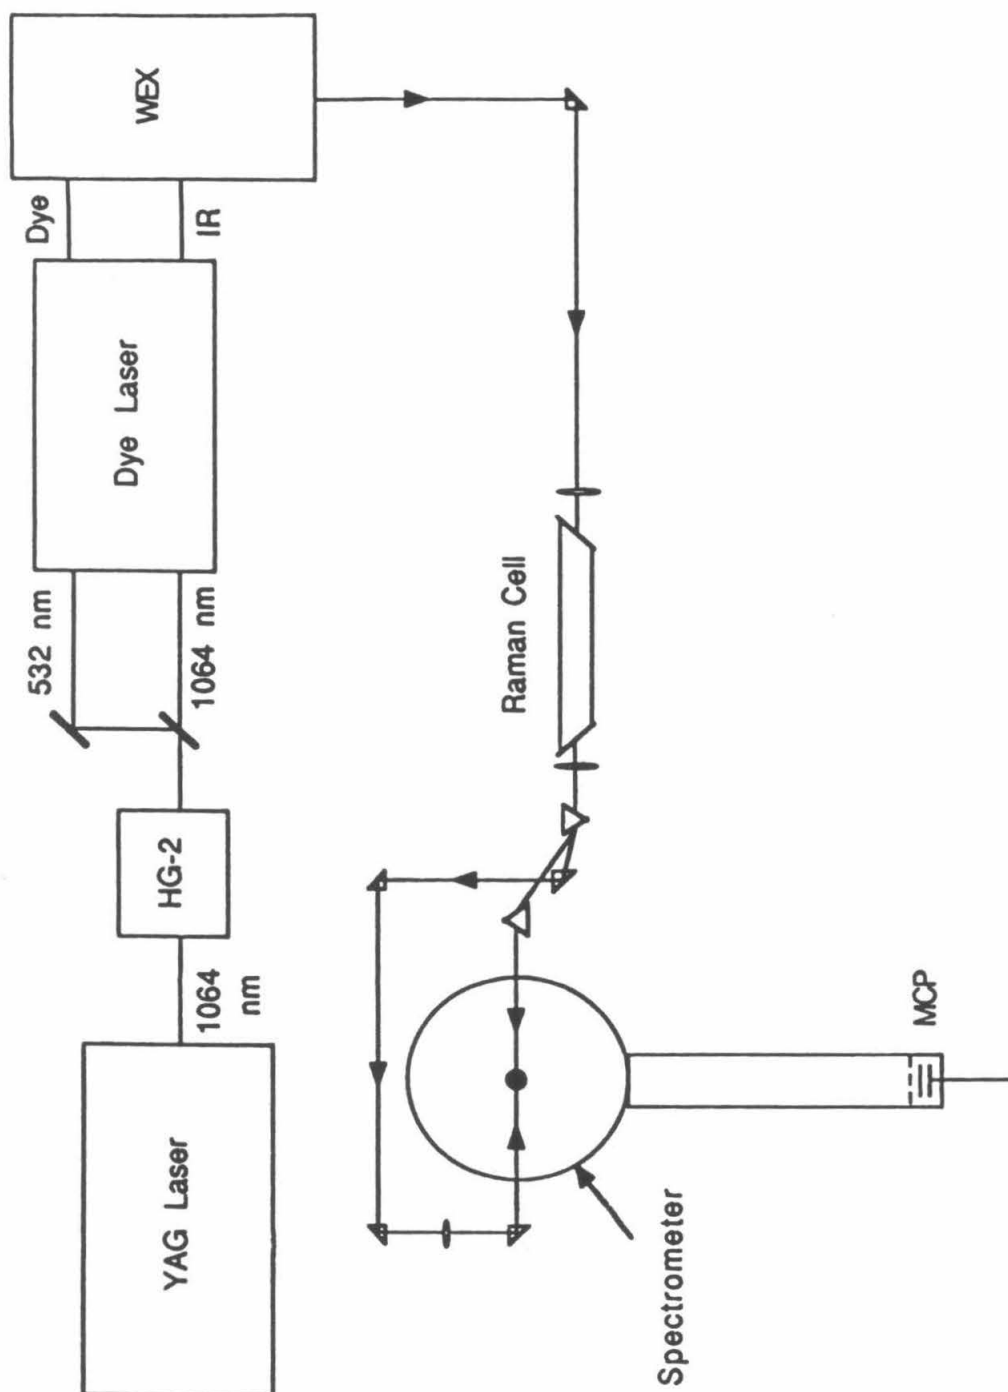 YAG Laser
1064
nm
HG-2
532 nm
1064 nm
Dye Laser
Dye
IR
WEX
Raman Cell
MCP
Spectrometer